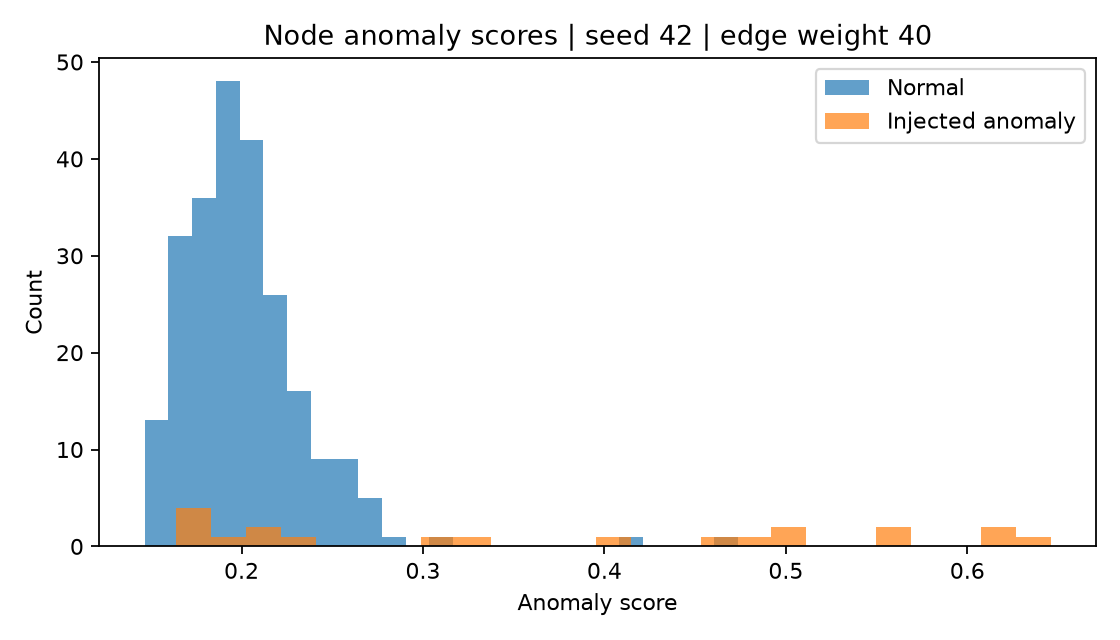 Node anomaly scores | seed 42 | edge weight 40
Normal
Injected anomaly
50
40
30
20
10
0
Count
0.2 0.3 0.4 0.5 0.6
Anomaly score